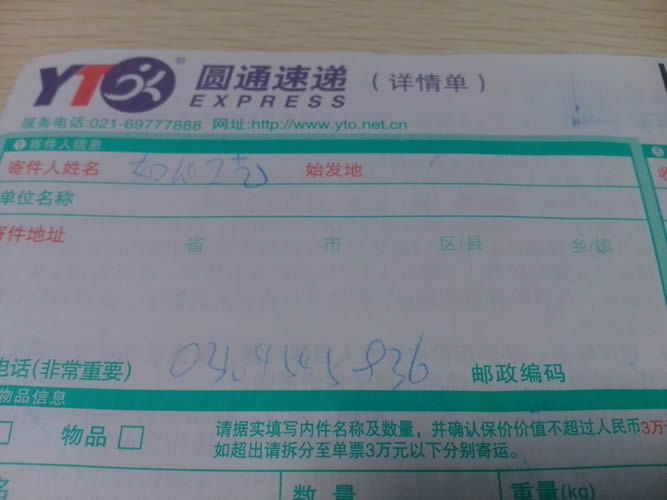 YTO 圆通速递 (详情单)
EXPRESS
服务电话:021-69777888 网址:http://www.yto.net.cn
❶寄件人信息
寄件人姓名 始发地
单位名称
寄件地址 省 市 区/县 乡/镇
电话(非常重要) 邮政编码
物品信息
物品 请据实填写内件名称及数量，并确认保价价值不超过人民币3万
如超出请拆分至单票3万元以下分别寄运。
名 数量 重量(kg)